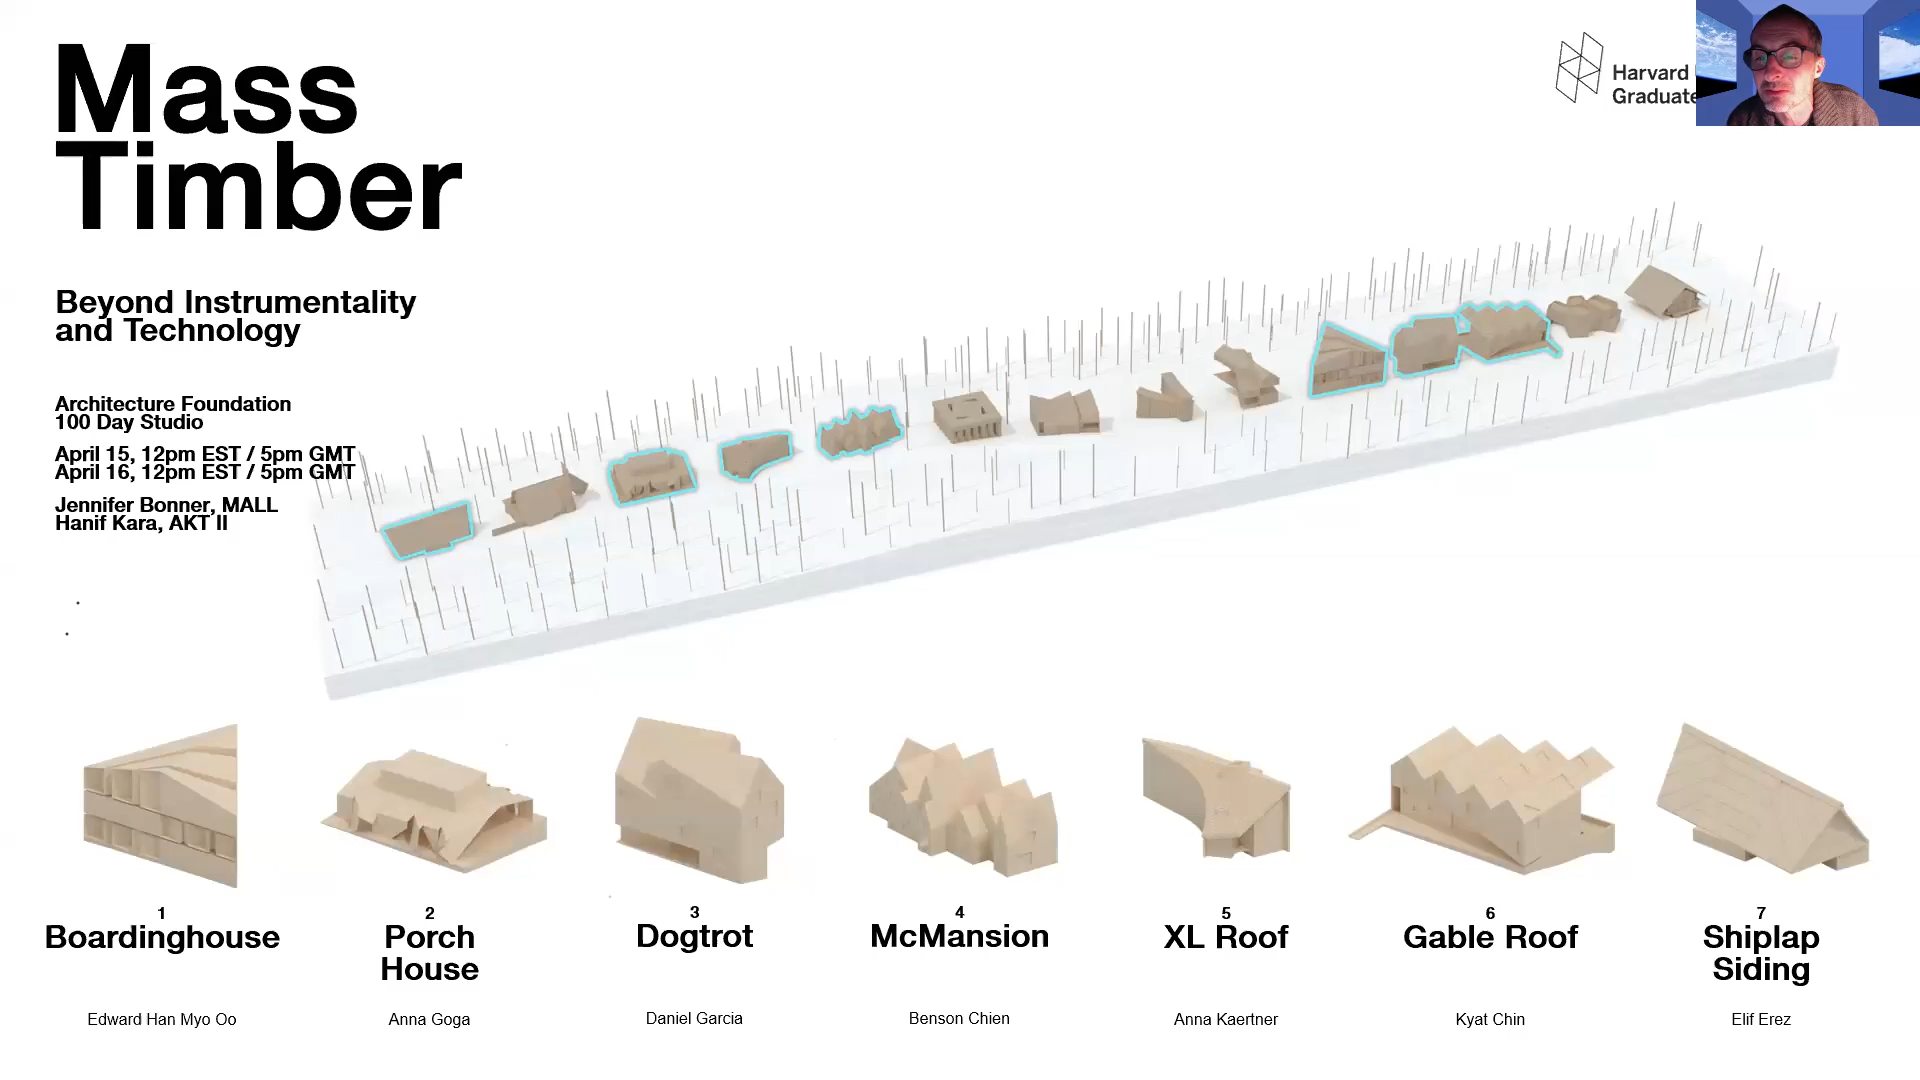 Mass
Timber
Harvard
Graduate
Beyond Instrumentality
and Technology
Architecture Foundation
100 Day Studio
April 15, 12pm EST / 5pm GMT
April 16, 12pm EST / 5pm GMT
Jennifer Bonner, MALL
Hanif Kara, AKT II
1
Boardinghouse
Edward Han Myo Oo
2
Porch
House
Anna Goga
3
Dogtrot
Daniel Garcia
4
McMansion
Benson Chien
5
XL Roof
Anna Kaertner
6
Gable Roof
Kyat Chin
7
Shiplap
Siding
Elif Erez